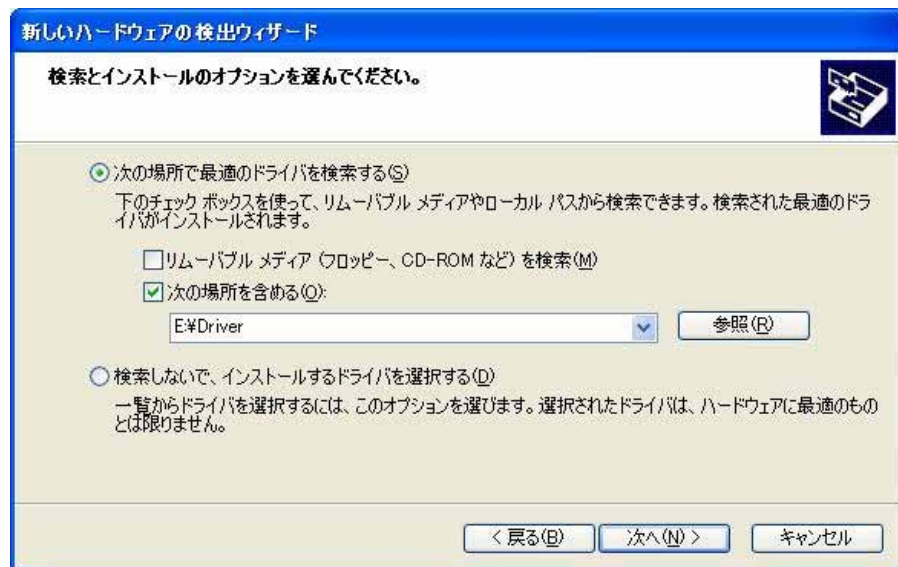 新しいハードウェアの検出ウィザード
検索とインストールのオプションを選んでください。
次の場所で最適のドライバを検索する(S)
下のチェック ボックスを使って、リムーバブル メディアやローカル パスから検索できます。検索された最適のドラ
イバがインストールされます。
リムーバブル メディア (フロッピー、CD-ROM など) を検索(M)
次の場所を含める(O):
E:¥Driver
参照(R)
検索しないで、インストールするドライバを選択する(D)
一覧からドライバを選択するには、このオプションを選びます。選択されたドライバは、ハードウェアに最適のもの
とは限りません。
< 戻る(B)
次へ(N) >
キャンセル